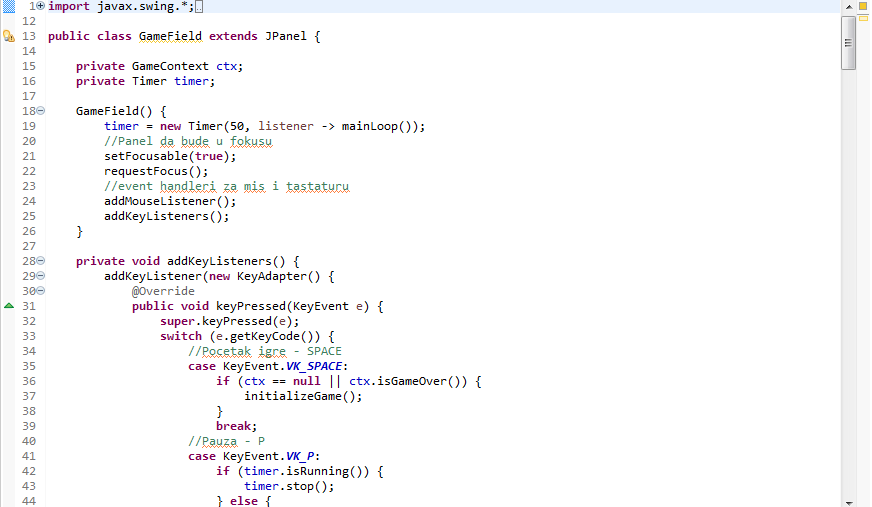 1 import javax.swing.*;
12
13 public class GameField extends JPanel {
14
15     private GameContext ctx;
16     private Timer timer;
17
18     GameField() {
19         timer = new Timer(50, listener -> mainLoop());
20         //Panel da bude u fokusu
21         setFocusable(true);
22         requestFocus();
23         //event handleri za mis i tastaturu
24         addMouseListener();
25         addKeyListeners();
26     }
27
28     private void addKeyListeners() {
29         addKeyListener(new KeyAdapter() {
30             @Override
31             public void keyPressed(KeyEvent e) {
32                 super.keyPressed(e);
33                 switch (e.getKeyCode()) {
34                     //Pocetak igre - SPACE
35                     case KeyEvent.VK_SPACE:
36                         if (ctx == null || ctx.isGameOver()) {
37                             initializeGame();
38                         }
39                         break;
40                     //Pauza - P
41                     case KeyEvent.VK_P:
42                         if (timer.isRunning()) {
43                             timer.stop();
44                         } else {